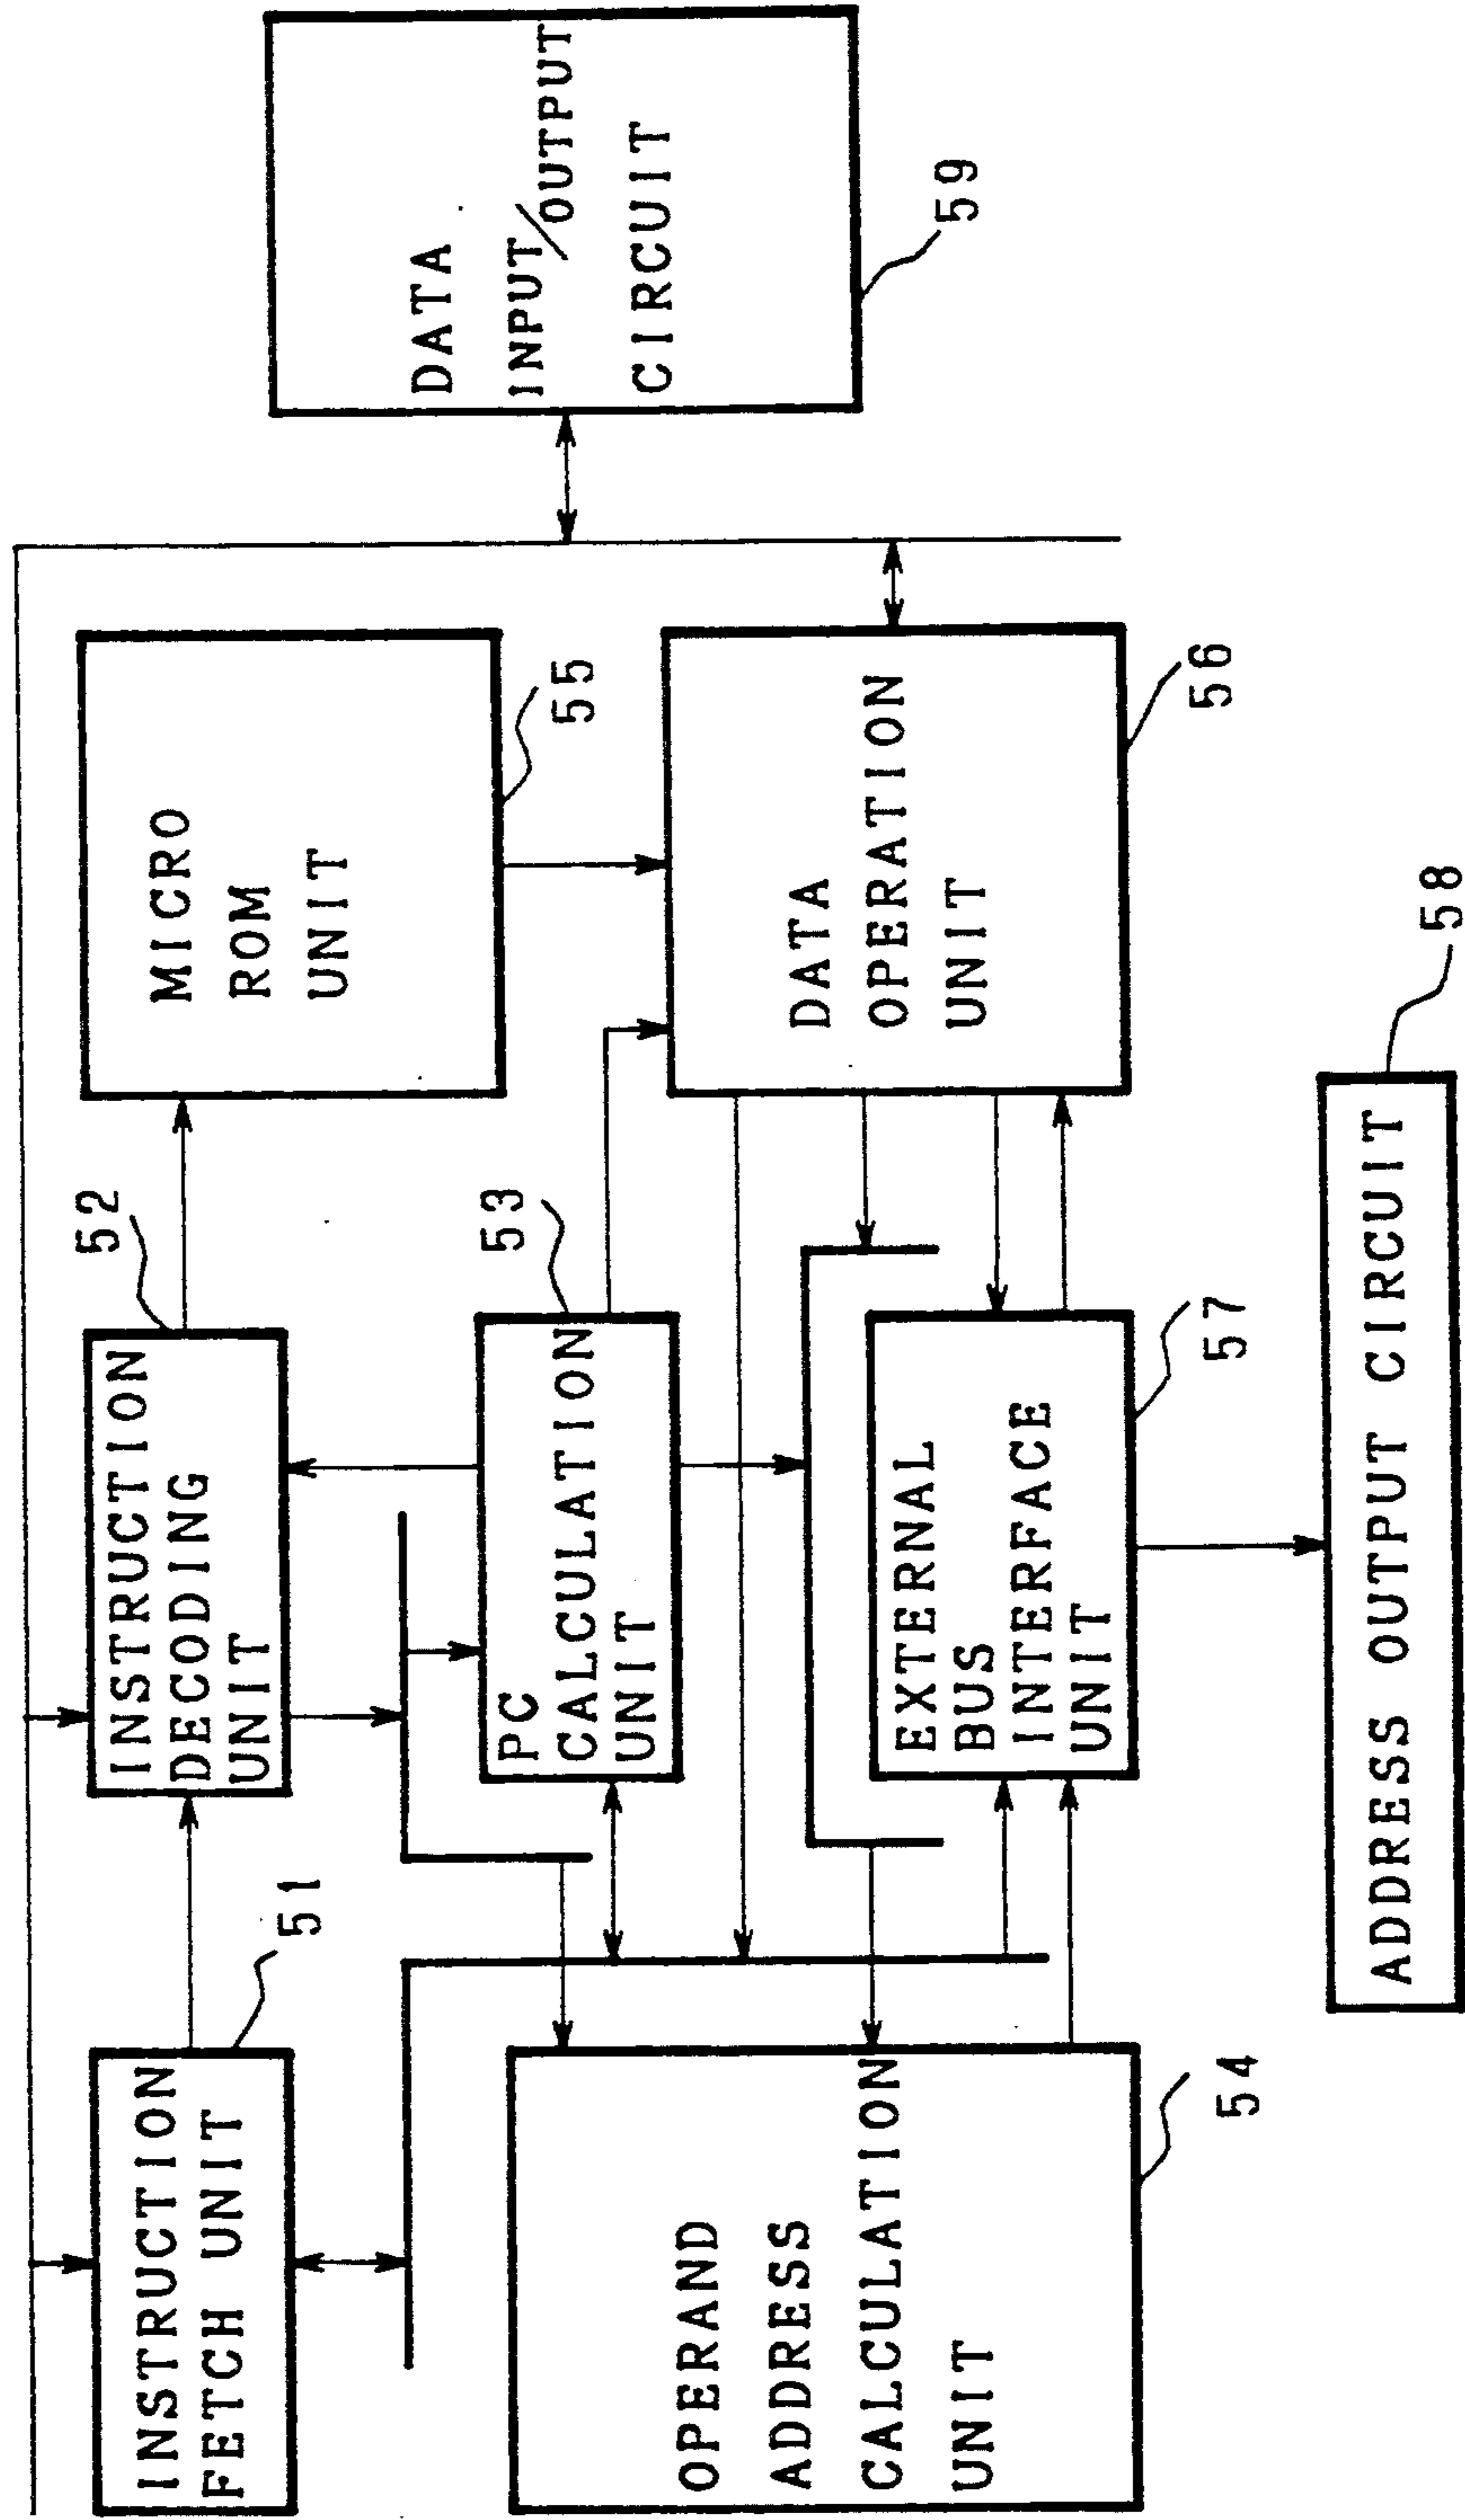 INSTRUCTION
FETCH UNIT
51
INSTRUCTION
DECODING
UNIT
52
MICRO
ROM
UNIT
55
DATA
INPUT/OUTPUT
CIRCUIT
59
OPERAND
ADDRESS
CALCULATION
UNIT
54
PC
CALCULATION
UNIT
53
DATA
OPERATION
UNIT
56
EXTERNAL
BUS
INTERFACE
UNIT
57
ADDRESS OUTPUT CIRCUIT
58